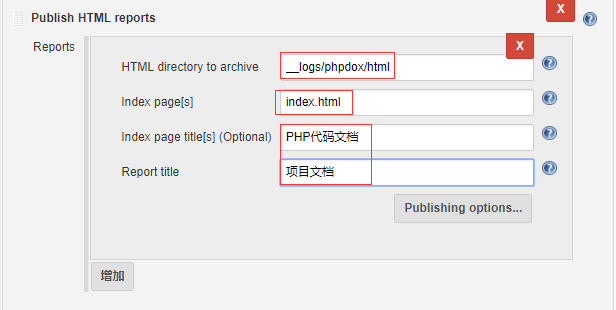 Publish HTML reports
X
Reports
X
HTML directory to archive __logs/phpdox/html
Index page[s] index.html
Index page title[s] (Optional) PHP代码文档
Report title 项目文档
Publishing options...
增加